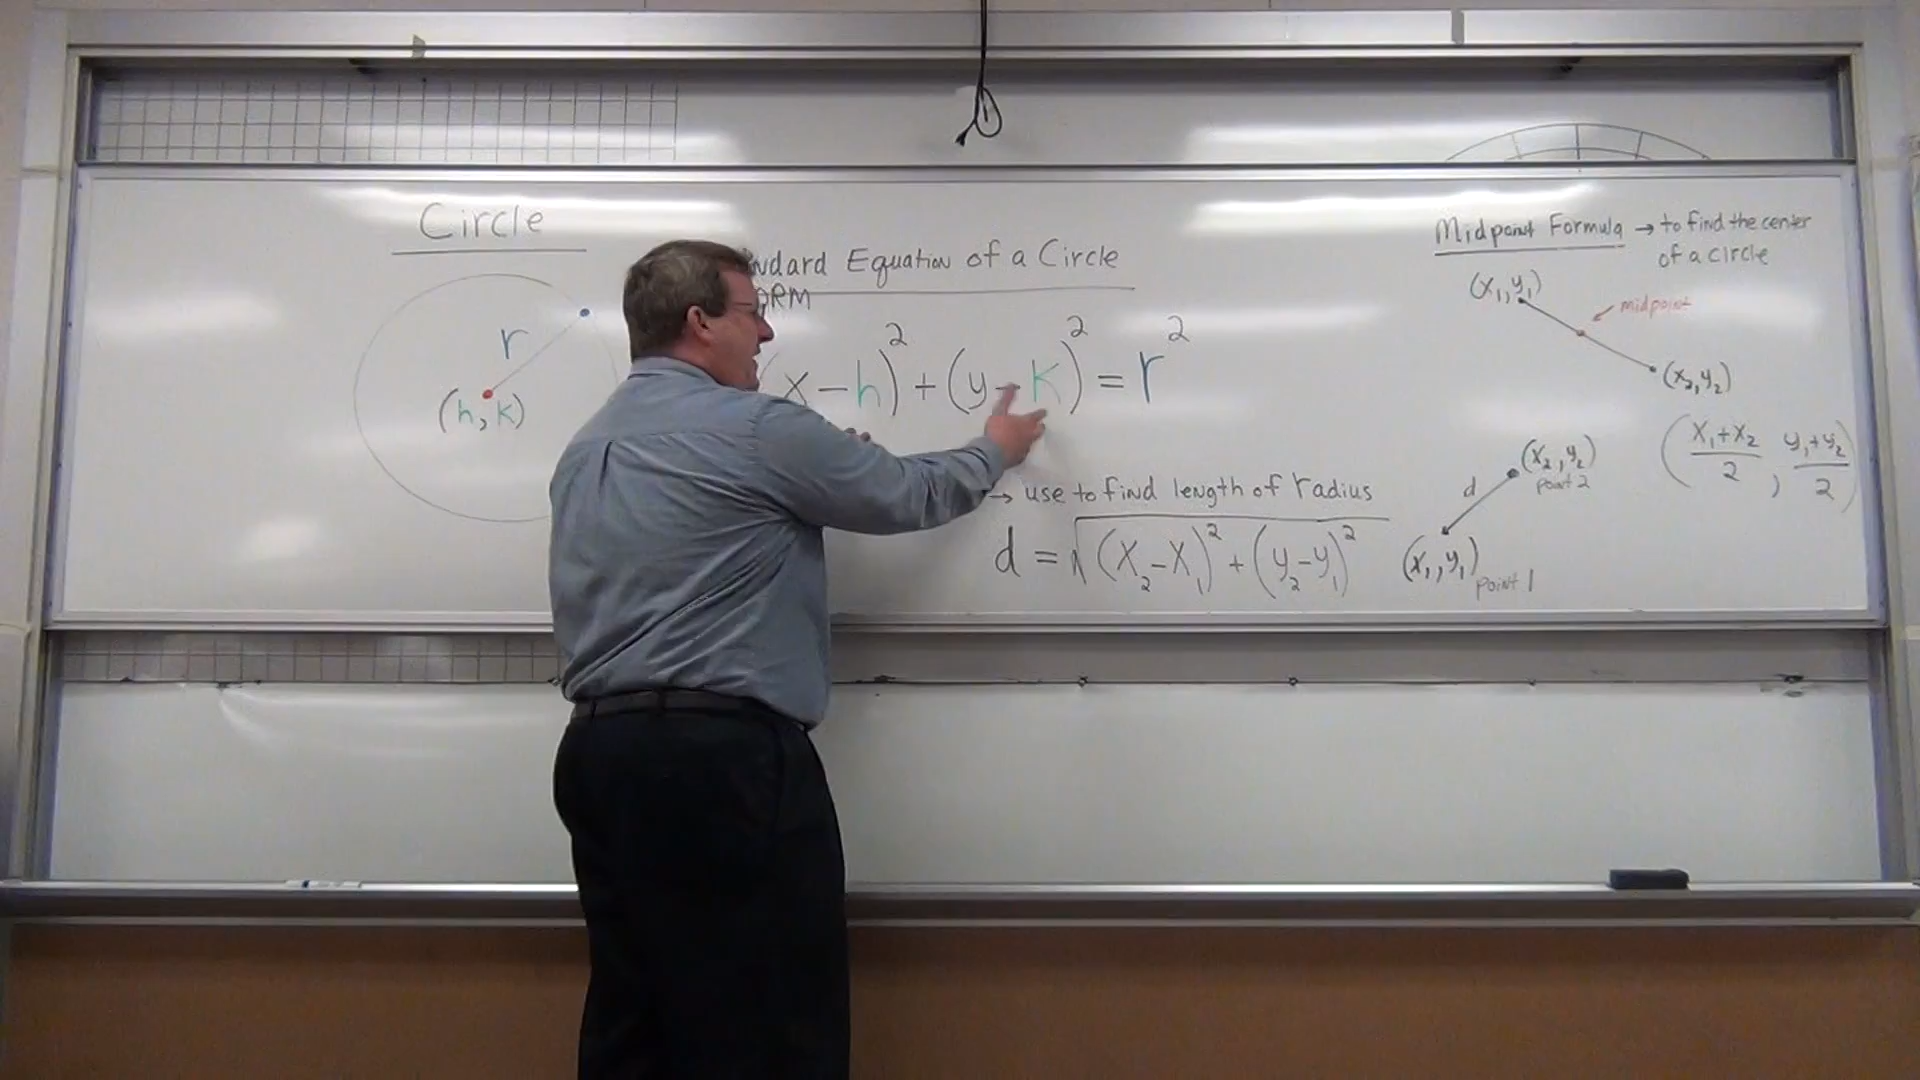 Circle
r
(h, k)
Equation of a Circle
(x-h)² + (y-k)² = r²
→ use to find length of radius
d = √(x₂-x₁)² + (y₂-y₁)²
(x₂, y₂)
point 2
d
(x₁, y₁)
point 1
Midpoint Formula → to find the center
of a circle
(x₁, y₁)
midpoint
(x₂, y₂)
(x₁+x₂/2, y₁+y₂/2)